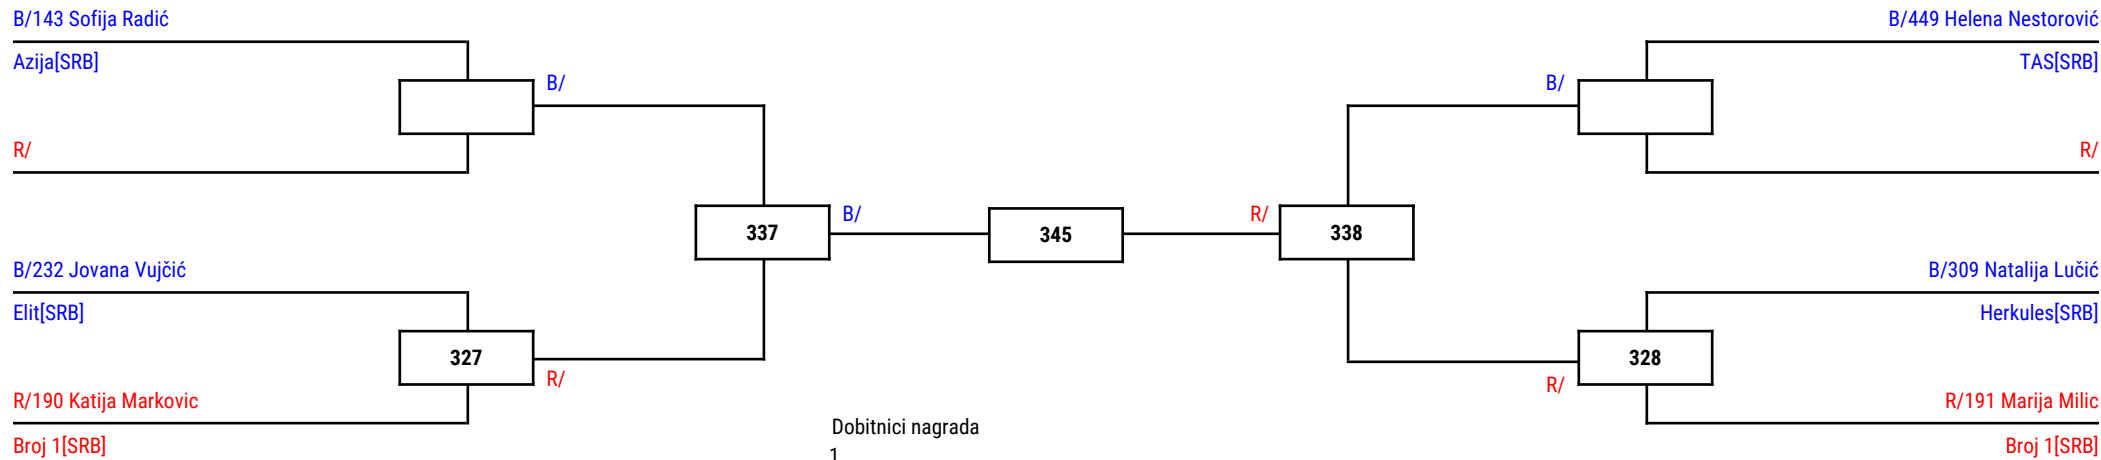 B/143 Sofija Radić
Azija[SRB]
B/
R/
B/232 Jovana Vujčić
Elit[SRB]
327
R/190 Katija Markovic
R/
Broj 1[SRB]
337
B/
345
R/
338
B/449 Helena Nestorović
TAS[SRB]
B/
R/
B/309 Natalija Lučić
Herkules[SRB]
328
R/
R/191 Marija Milic
Broj 1[SRB]
Dobitnici nagrada
1